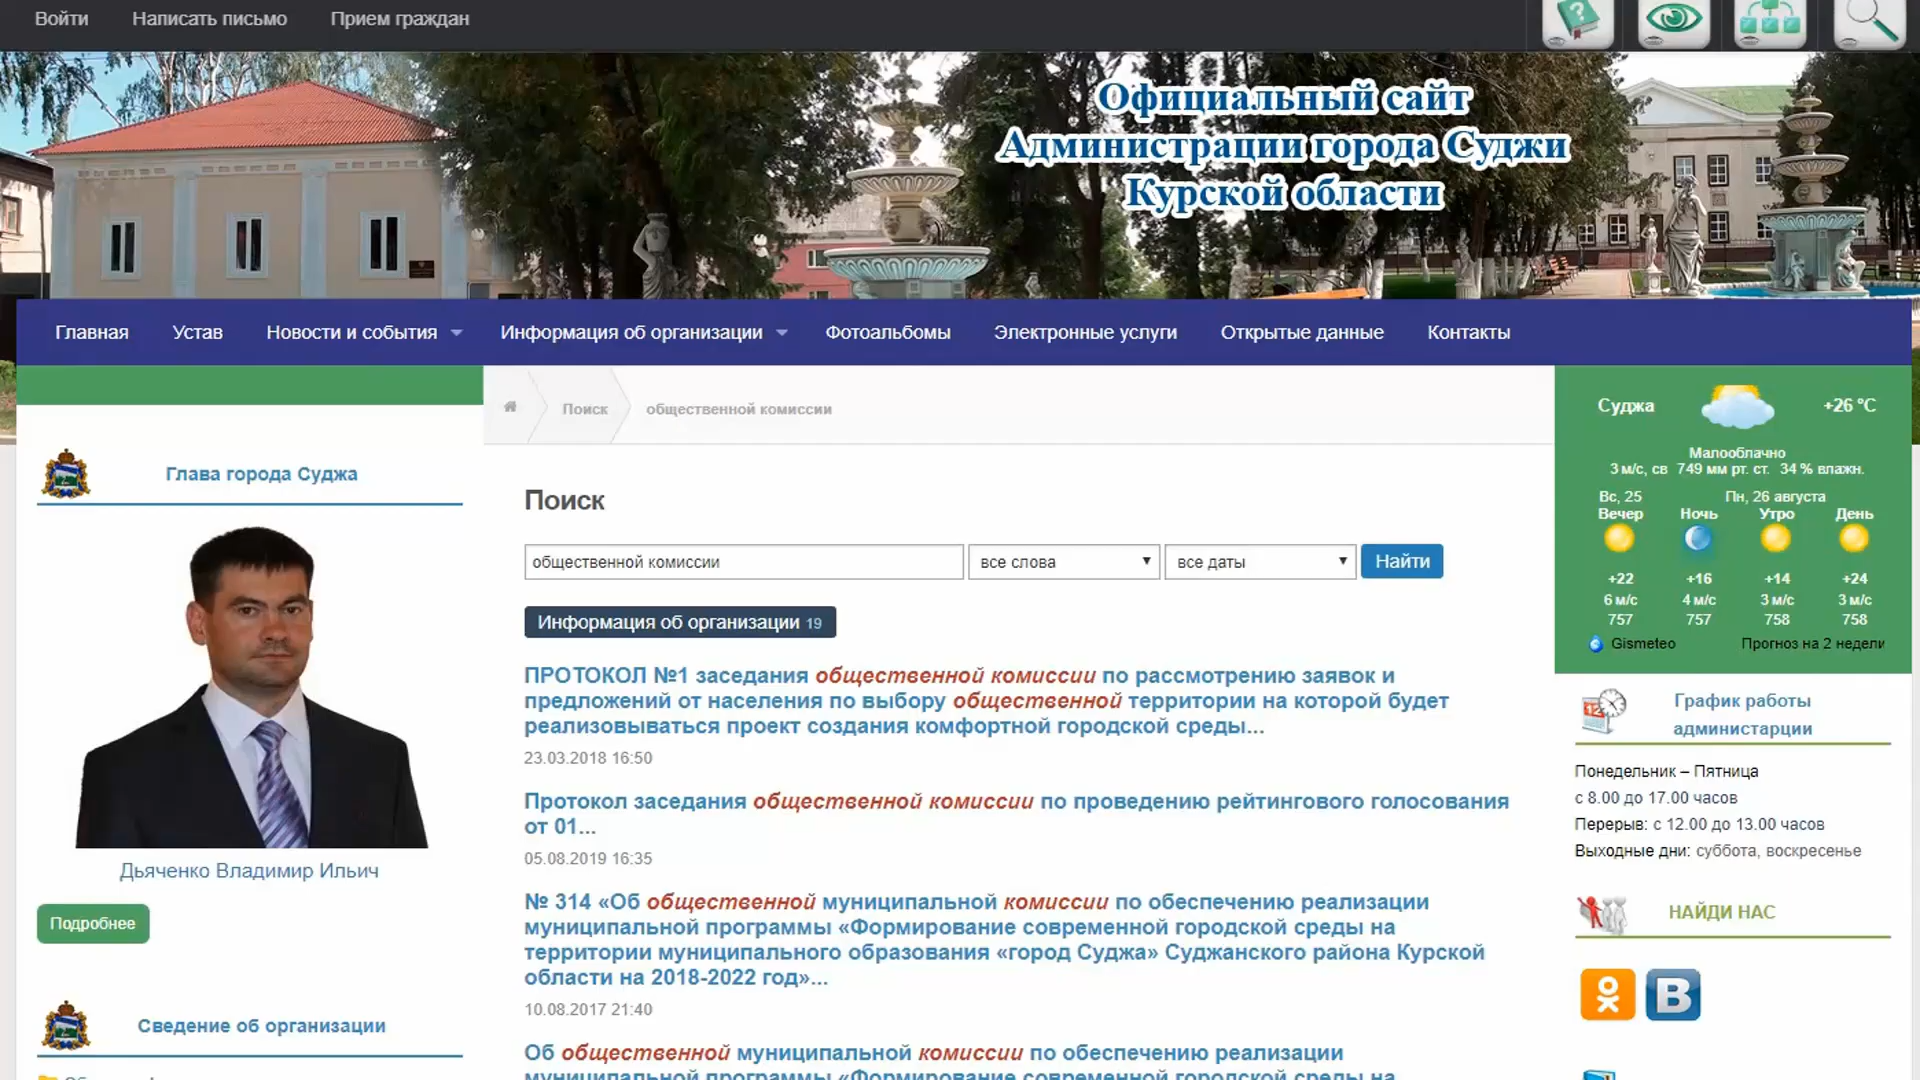 Войти Написать письмо Прием граждан
Официальный сайт
Администрации города Суджи
Курской области
Главная Устав Новости и события Информация об организации Фотоальбомы Электронные услуги Открытые данные Контакты
Поиск общественной комиссии
Глава города Суджа
Дьяченко Владимир Ильич
Подробнее
Сведение об организации
Поиск
общественной комиссии все слова все даты Найти
Информация об организации 19
ПРОТОКОЛ №1 заседания общественной комиссии по рассмотрению заявок и
предложений от населения по выбору общественной территории на которой будет
реализовываться проект создания комфортной городской среды...
23.03.2018 16:50
Протокол заседания общественной комиссии по проведению рейтингового голосования
от 01...
05.08.2019 16:35
№ 314 «Об общественной муниципальной комиссии по обеспечению реализации
муниципальной программы «Формирование современной городской среды на
территории муниципального образования «город Суджа» Суджанского района Курской
области на 2018-2022 год»...
10.08.2017 21:40
Об общественной муниципальной комиссии по обеспечению реализации
муниципальной программы «Формирование современной городской среды на
Суджа +26 °C
Малооблачно
3 м/с, св 749 мм рт. ст. 34 % влажн.
Вс, 25 Пн, 26 августа
Вечер Ночь Утро День
+22 +16 +14 +24
6 м/с 4 м/с 3 м/с 3 м/с
757 757 758 758
Gismeteo Прогноз на 2 недели
График работы
администарции
Понедельник – Пятница
с 8.00 до 17.00 часов
Перерыв: с 12.00 до 13.00 часов
Выходные дни: суббота, воскресенье
НАЙДИ НАС
В